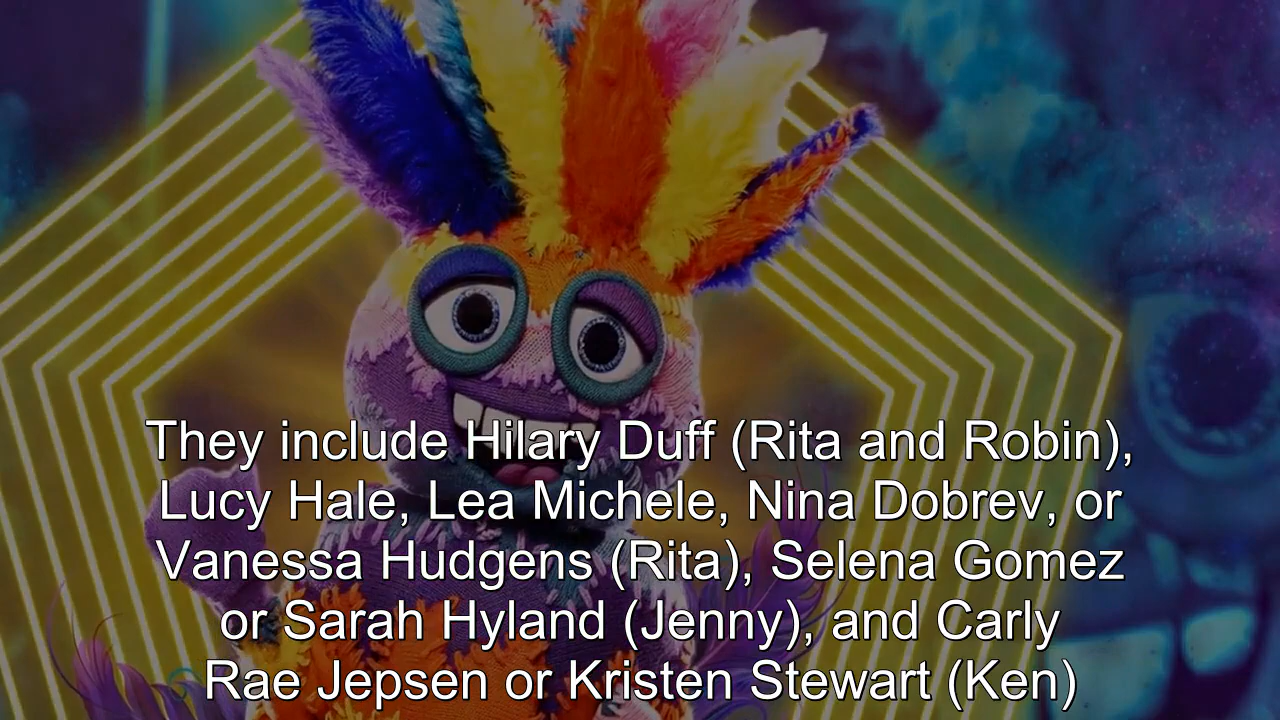 They include Hilary Duff (Rita and Robin),
Lucy Hale, Lea Michele, Nina Dobrev, or
Vanessa Hudgens (Rita), Selena Gomez
or Sarah Hyland (Jenny), and Carly
Rae Jepsen or Kristen Stewart (Ken)